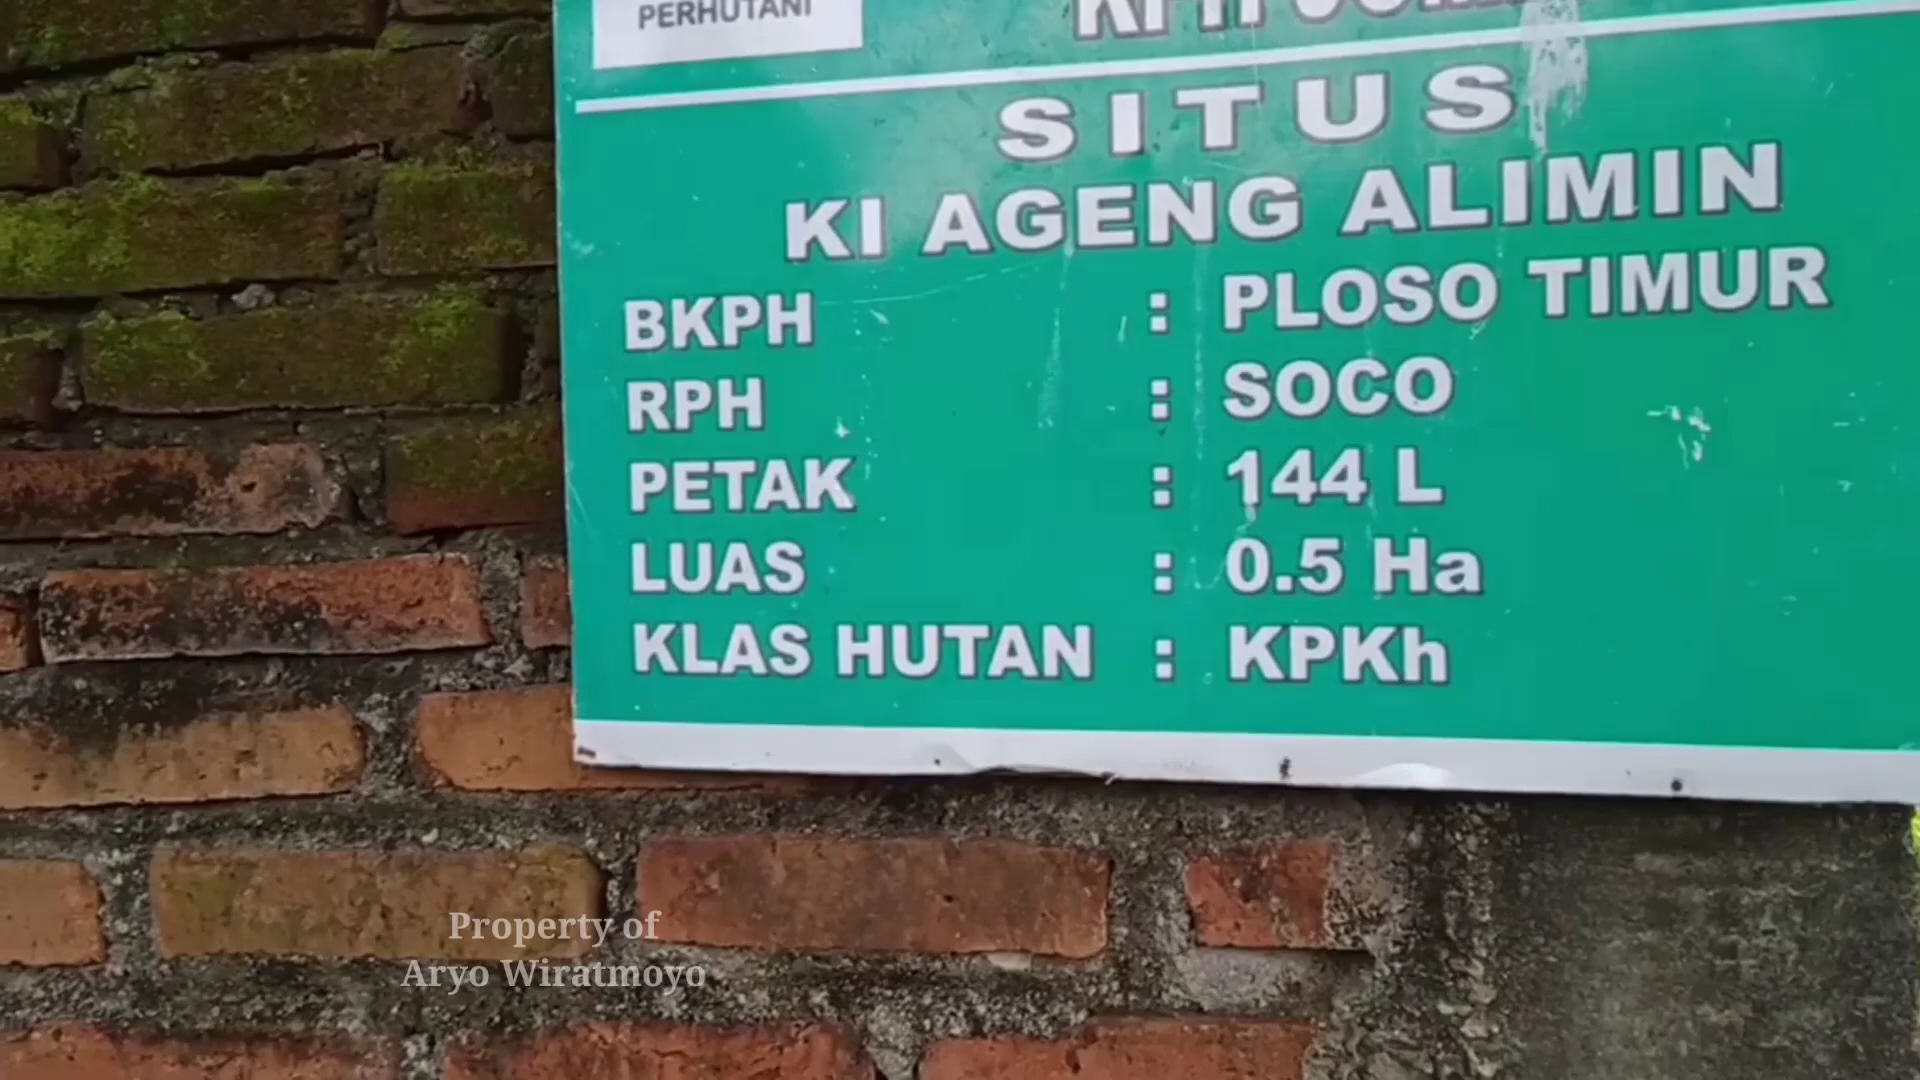 PERHUTANI
SITUS
KI AGENG ALIMIN
BKPH : PLOSO TIMUR
RPH : SOCO
PETAK : 144 L
LUAS : 0.5 Ha
KLAS HUTAN : KPKh
Property of
Aryo Wiratmoyo